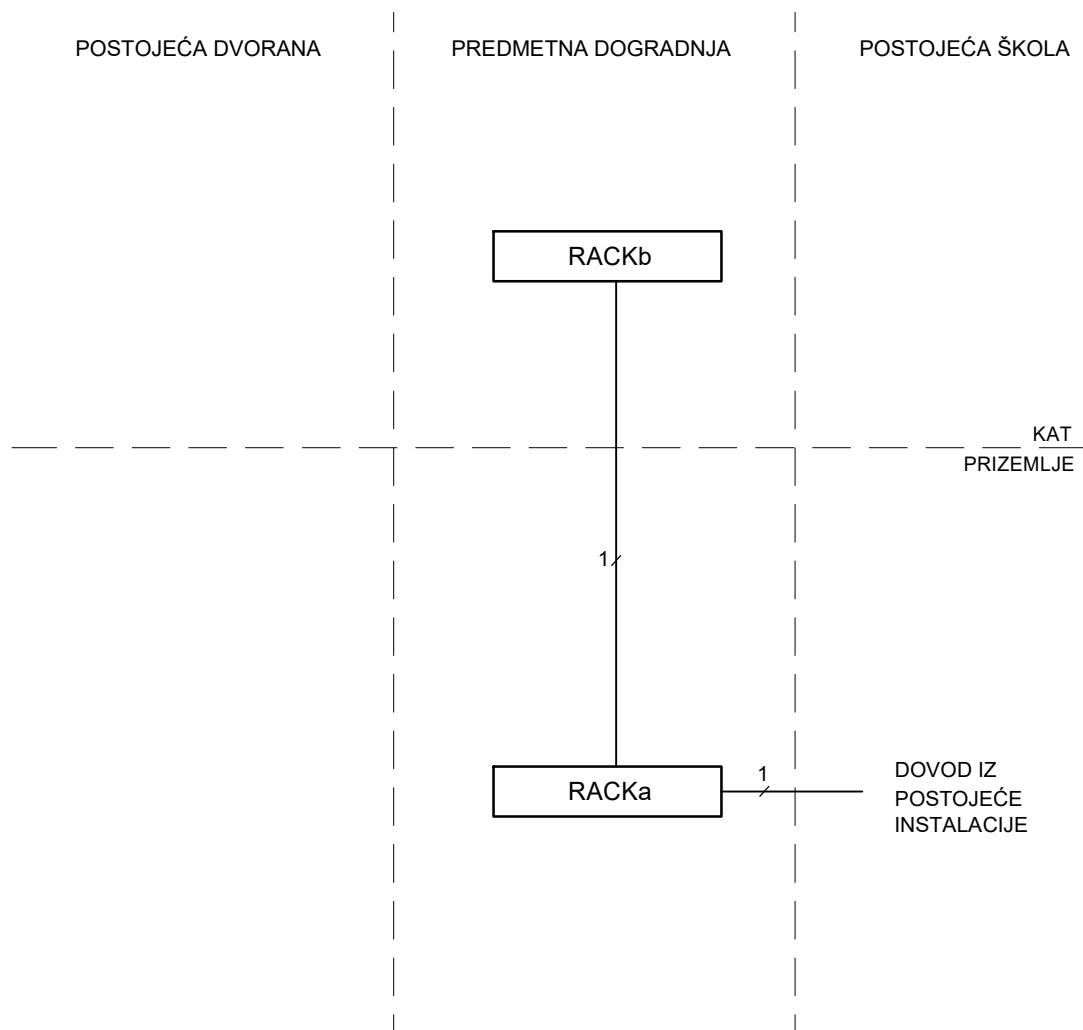 POSTOJEĆA DVORANA
PREDMETNA DOGRADNJA
POSTOJEĆA ŠKOLA
RACKb
KAT
PRIZEMLJE
1
RACKa
1
DOVOD IZ
POSTOJEĆE
INSTALACIJE